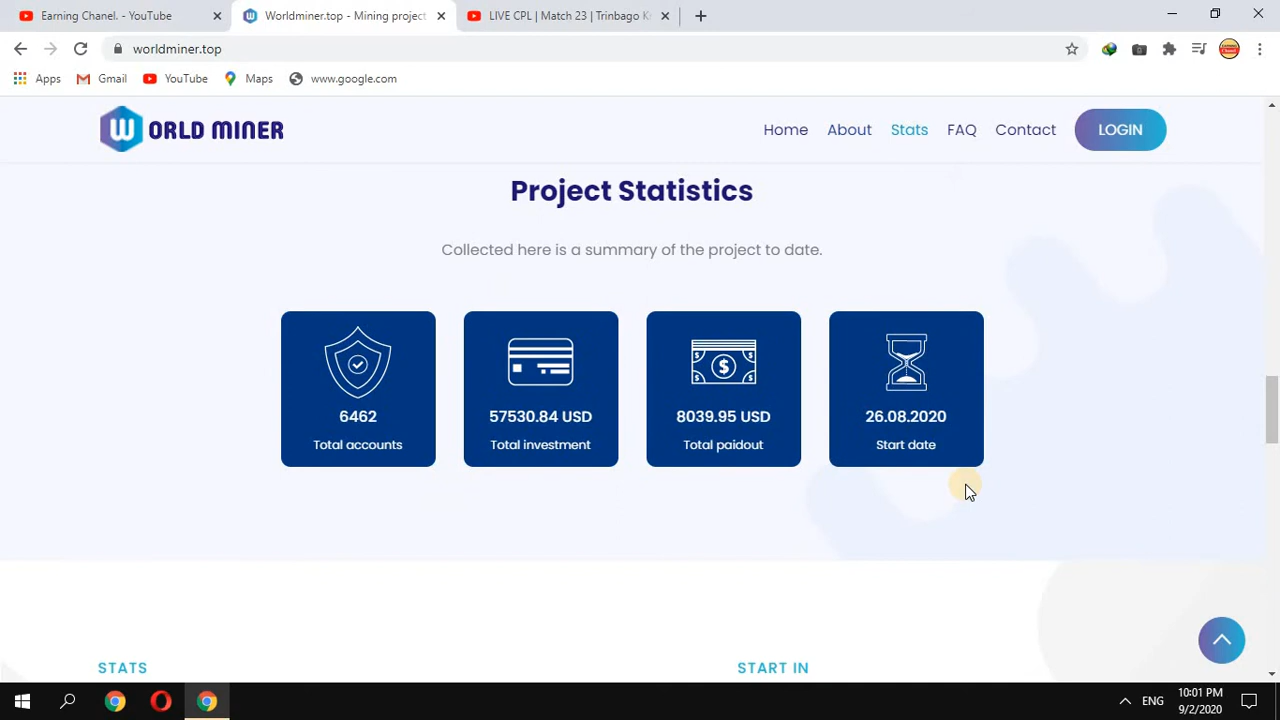 Earning Chanel. - YouTube
Worldminer.top - Mining project
LIVE CPL | Match 23 | Trinbago K
worldminer.top
Apps
Gmail
YouTube
Maps
www.google.com
W
ORLD MINER
Home
About
Stats
FAQ
Contact
LOGIN
Project Statistics
Collected here is a summary of the project to date.
6462
Total accounts
57530.84 USD
Total investment
8039.95 USD
Total paidout
26.08.2020
Start date
STATS
START IN
ENG
10:01 PM
9/2/2020